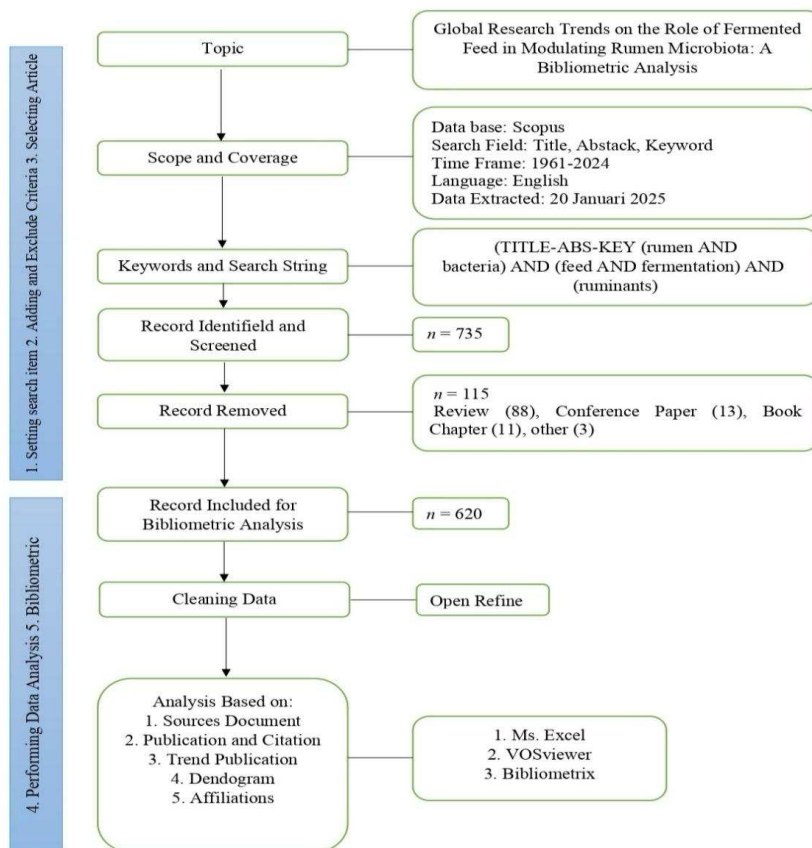 1. Setting search item 2. Adding and Exclude Criteria 3. Selecting Article
Topic
Global Research Trends on the Role of Fermented
Feed in Modulating Rumen Microbiota: A
Bibliometric Analysis
Scope and Coverage
Data base: Scopus
Search Field: Title, Abstack, Keyword
Time Frame: 1961-2024
Language: English
Data Extracted: 20 Januari 2025
Keywords and Search String
(TITLE-ABS-KEY (rumen AND
bacteria) AND (feed AND fermentation) AND
(ruminants)
Record Identifield and
Screened
n = 735
Record Removed
n = 115
Review (88), Conference Paper (13), Book
Chapter (11), other (3)
4. Performing Data Analysis 5. Bibliometric
Record Included for
Bibliometric Analysis
n = 620
Cleaning Data
Open Refine
Analysis Based on:
1. Sources Document
2. Publication and Citation
3. Trend Publication
4. Dendogram
5. Affiliations
1. Ms. Excel
2. VOSviewer
3. Bibliometrix